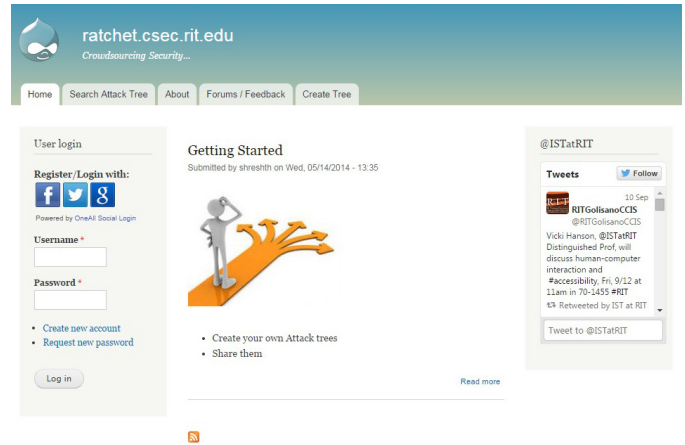 ratchet.csec.rit.edu
Crowdsourcing Security...
Home
Search Attack Tree
About
Forums / Feedback
Create Tree
User login
Register/Login with:
f
8
Powered by OneAll Social Login
Username *
Password *
Create new account
Request new password
Log in
Getting Started
Submitted by shreshth on Wed, 05/14/2014 - 13:35
Create your own Attack trees
Share them
Read more
@ISTatRIT
Tweets
Follow
10 Sep
R·I·T
RITGolisanoCCIS
@RITGolisanoCCIS
Vicki Hanson, @ISTatRIT
Distinguished Prof, will
discuss human-computer
interaction and
#accessibility, Fri, 9/12 at
11am in 70-1455 #RIT
Retweeted by IST at RIT
Tweet to @ISTatRIT